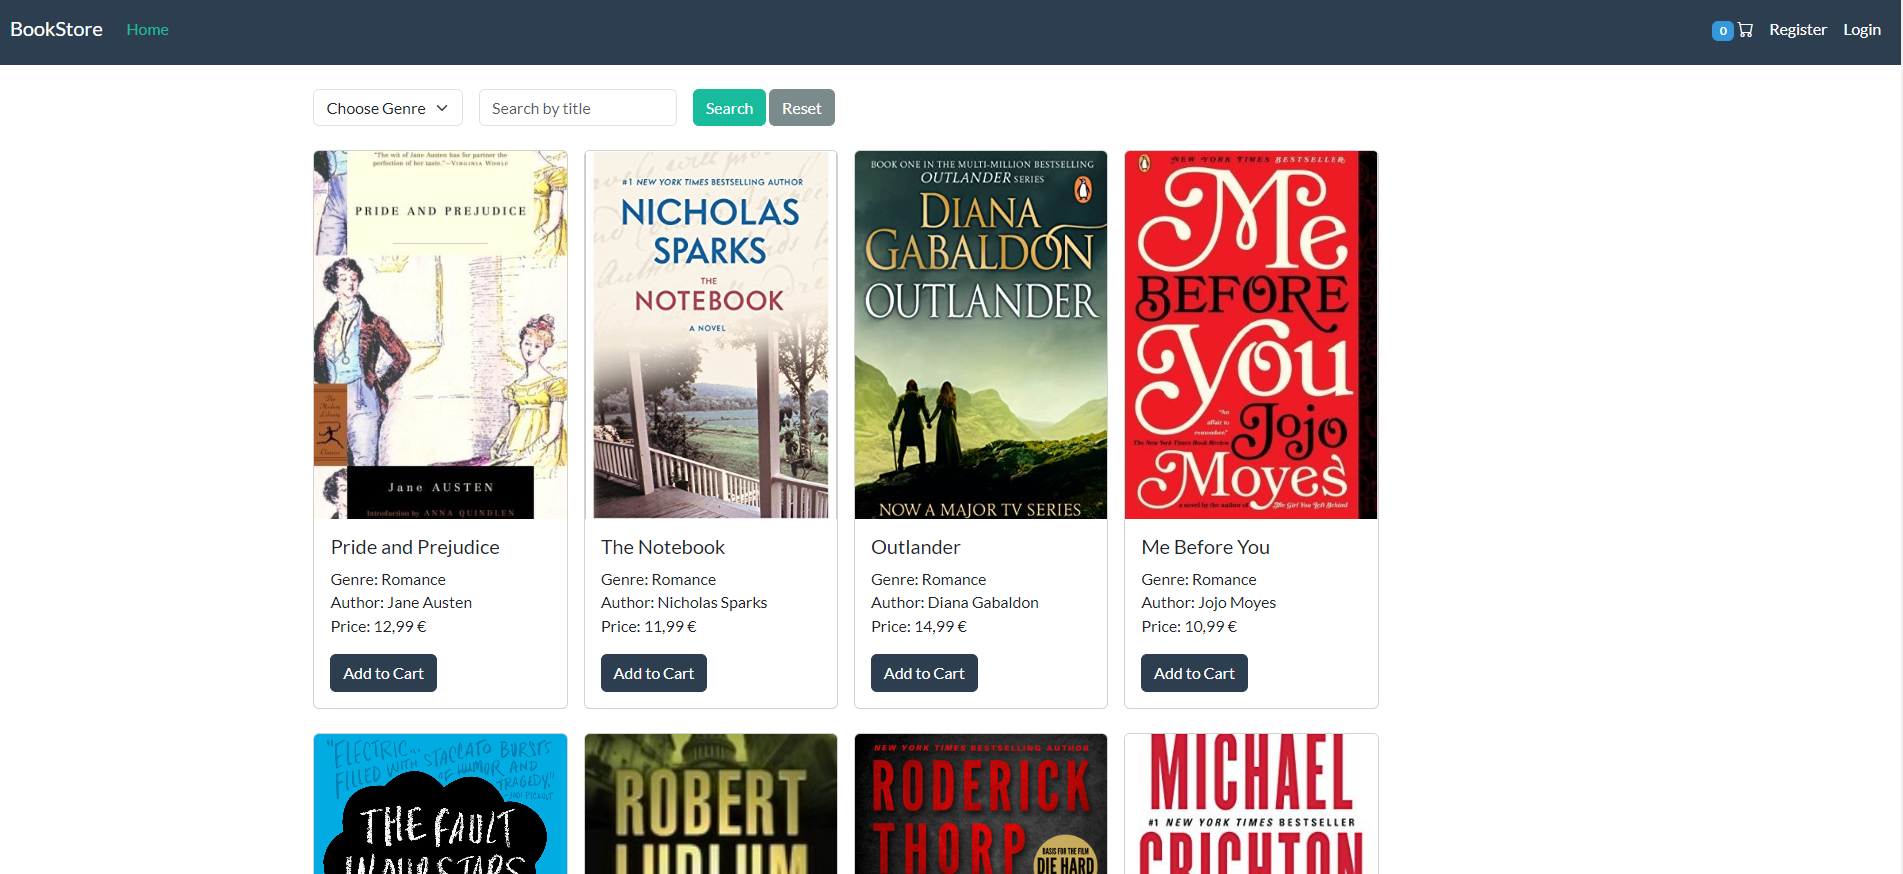 BookStore Home 0 Register Login
Choose Genre Search by title Search Reset
"The wit of Jane Austen has for partner the
perfection of her taste."—VIRGINIA WOOLF
PRIDE AND PREJUDICE
The
Modern
Library
Classics
Jane AUSTEN
Introduction by ANNA QUINDLEN
#1 NEW YORK TIMES BESTSELLING AUTHOR
NICHOLAS
SPARKS
THE
NOTEBOOK
A NOVEL
BOOK ONE IN THE MULTI-MILLION BESTSELLING
OUTLANDER SERIES
DIANA
GABALDON
OUTLANDER
NOW A MAJOR TV SERIES
NEW YORK TIMES BESTSELLER
Me
BEFORE
You
"An
affair to
remember."
The New York Times Book Review
Jojo
Moyes
a novel by the author of The Girl You Left Behind
Pride and Prejudice
Genre: Romance
Author: Jane Austen
Price: 12,99 €
Add to Cart
The Notebook
Genre: Romance
Author: Nicholas Sparks
Price: 11,99 €
Add to Cart
Outlander
Genre: Romance
Author: Diana Gabaldon
Price: 14,99 €
Add to Cart
Me Before You
Genre: Romance
Author: Jojo Moyes
Price: 10,99 €
Add to Cart
"ELECTRIC... STACCATO BURSTS
FILLED WITH OF HUMOR AND
TRAGEDY."
—JODI PICOULT
THE FAULT
IN OUR STARS
ROBERT
LUDLUM
NEW YORK TIMES BESTSELLING AUTHOR
RODERICK
THORP
BASIS FOR THE FILM
DIE HARD
MICHAEL
#1 NEW YORK TIMES BESTSELLER
CRICHTON